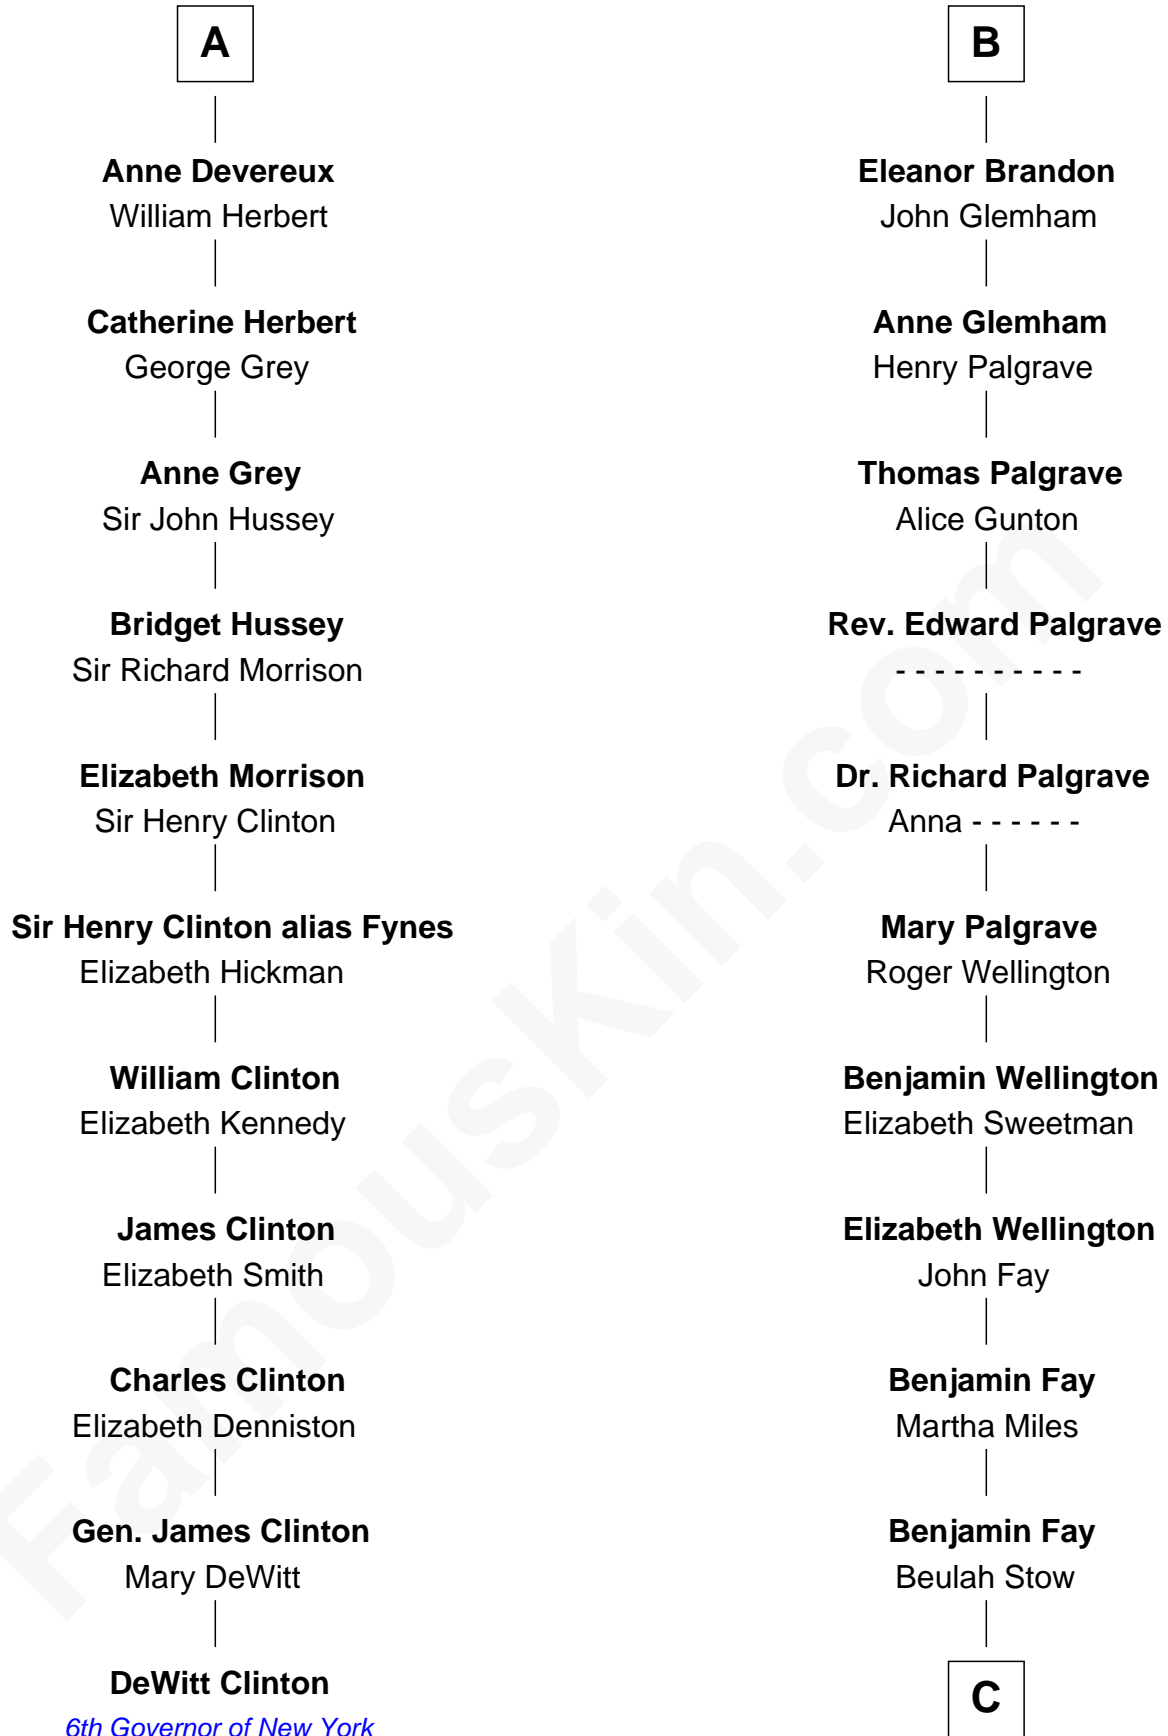 A
Anne Devereux
William Herbert
Catherine Herbert
George Grey
Anne Grey
Sir John Hussey
Bridget Hussey
Sir Richard Morrison
Elizabeth Morrison
Sir Henry Clinton
Sir Henry Clinton alias Fynes
Elizabeth Hickman
William Clinton
Elizabeth Kennedy
James Clinton
Elizabeth Smith
Charles Clinton
Elizabeth Denniston
Gen. James Clinton
Mary DeWitt
DeWitt Clinton
6th Governor of New York
B
Eleanor Brandon
John Glemham
Anne Glemham
Henry Palgrave
Thomas Palgrave
Alice Gunton
Rev. Edward Palgrave
- - - - - - - - - -
Dr. Richard Palgrave
Anna - - - - - -
Mary Palgrave
Roger Wellington
Benjamin Wellington
Elizabeth Sweetman
Elizabeth Wellington
John Fay
Benjamin Fay
Martha Miles
Benjamin Fay
Beulah Stow
C
FamousKin.com